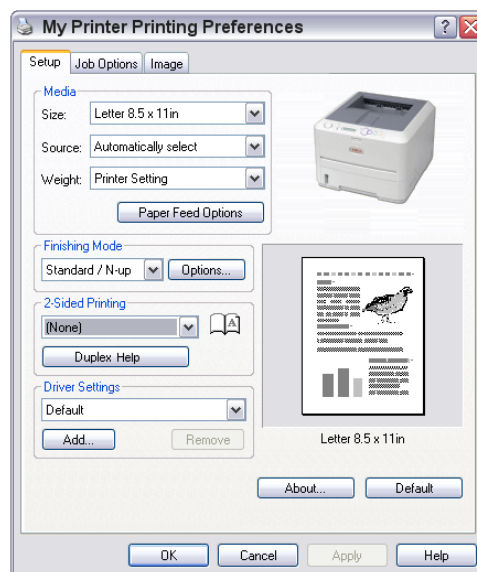 My Printer Printing Preferences
Setup Job Options Image
Media
Size: Letter 8.5 x 11in
Source: Automatically select
Weight: Printer Setting
Paper Feed Options
Finishing Mode
Standard / N-up Options...
2-Sided Printing
(None) A
Duplex Help
Driver Settings
Default
Add... Remove
Letter 8.5 x 11in
About... Default
OK Cancel Apply Help